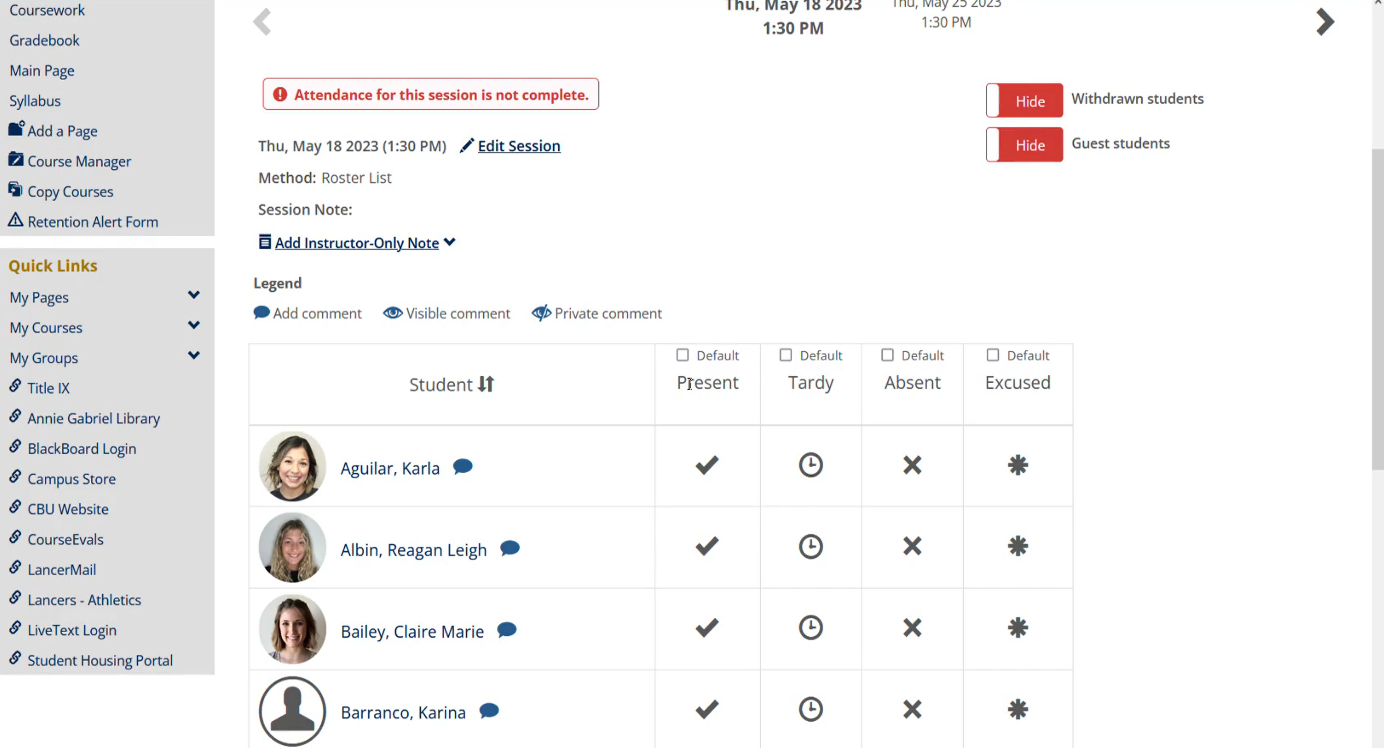 Coursework
Gradebook
Main Page
Syllabus
Add a Page
Course Manager
Copy Courses
Retention Alert Form
Quick Links
My Pages
My Courses
My Groups
Title IX
Annie Gabriel Library
BlackBoard Login
Campus Store
CBU Website
CourseEvals
LancerMail
Lancers - Athletics
LiveText Login
Student Housing Portal
Thu, May 18 2023
1:30 PM
Thu, May 25 2023
1:30 PM
Attendance for this session is not complete.
Hide Withdrawn students
Hide Guest students
Thu, May 18 2023 (1:30 PM) Edit Session
Method: Roster List
Session Note:
Add Instructor-Only Note
Legend
Add comment Visible comment Private comment
Default Default Default Default
Student Present Tardy Absent Excused
Aguilar, Karla
Albin, Reagan Leigh
Bailey, Claire Marie
Barranco, Karina